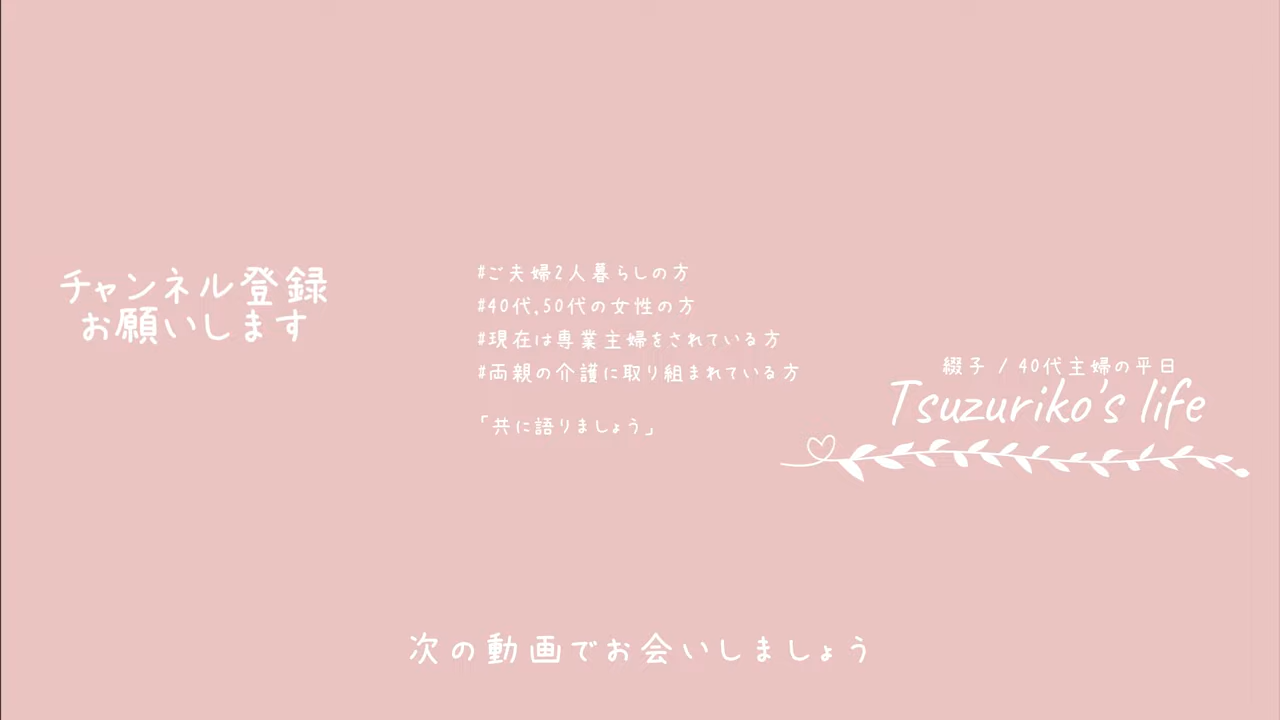 チャンネル登録
お願いします
#ご夫婦2人暮らしの方
#40代,50代の女性の方
#現在は専業主婦をされている方
#両親の介護に取り組まれている方
「共に語りましょう」
綴子 / 40代主婦の平日
Tsuzuriko's life
次の動画でお会いしましょう